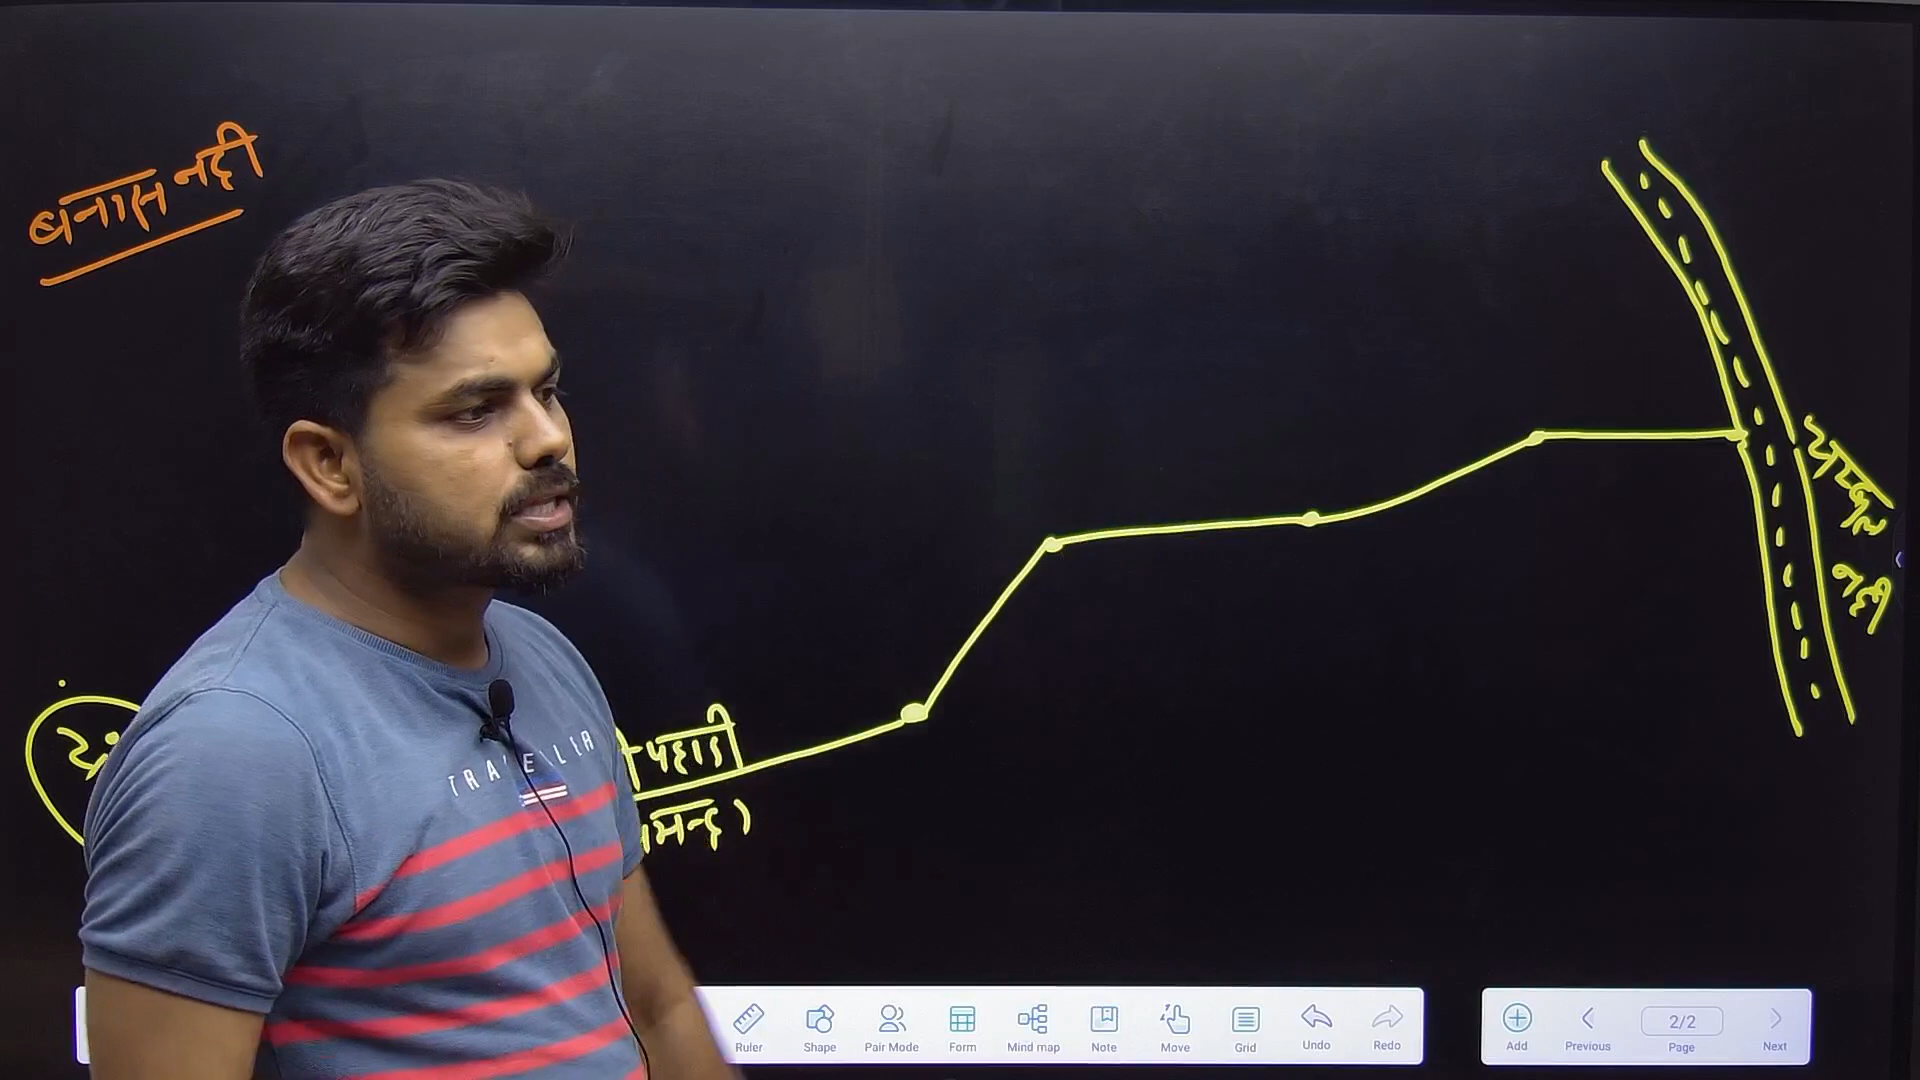 बनास नदी
चम्बल नदी
पहाडी
TRAVELLER
Ruler
Shape
Pair Mode
Form
Mind map
Note
Move
Grid
Undo
Redo
Add
Previous
2/2
Page
Next